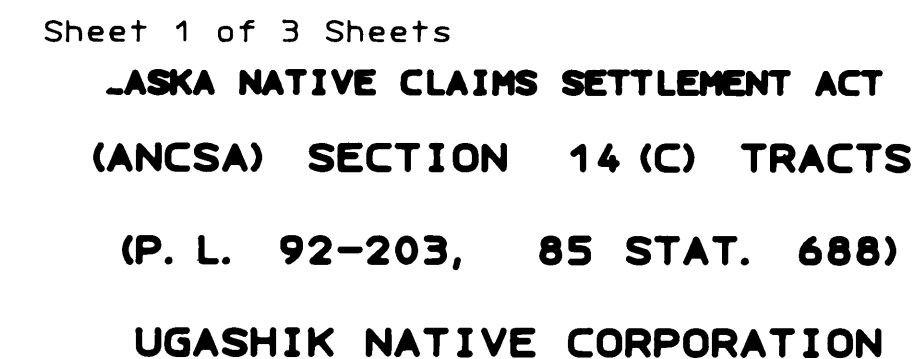 Sheet 1 of 3 Sheets
LASKA NATIVE CLAIMS SETTLEMENT ACT
(ANCSA) SECTION 14 (C) TRACTS
(P. L. 92-203, 85 STAT. 688)
UGASHIK NATIVE CORPORATION